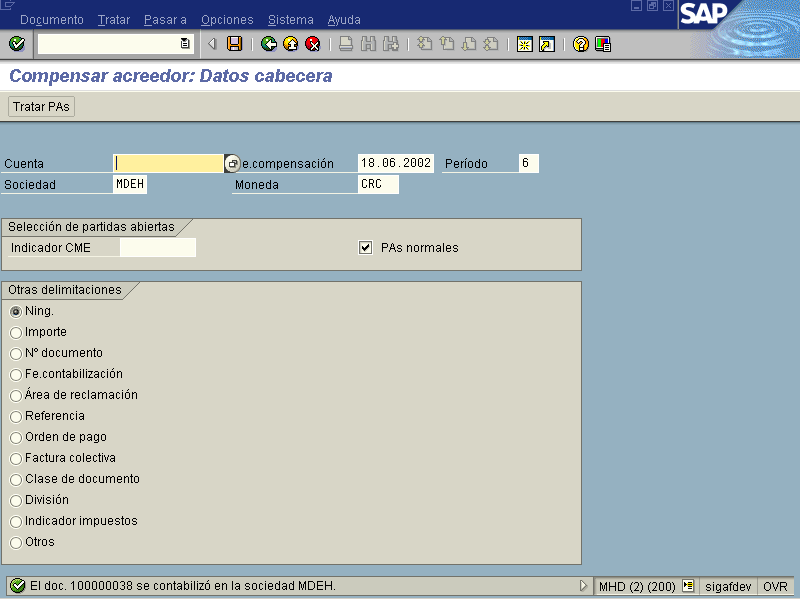 Documento Tratar Pasar a Opciones Sistema Ayuda
SAP
Compensar acreedor: Datos cabecera
Tratar PAs
Cuenta e.compensación 18.06.2002 Período 6
Sociedad MDEH Moneda CRC
Selección de partidas abiertas
Indicador CME PAs normales
Otras delimitaciones
Ning.
Importe
Nº documento
Fe.contabilización
Área de reclamación
Referencia
Orden de pago
Factura colectiva
Clase de documento
División
Indicador impuestos
Otros
El doc. 100000038 se contabilizó en la sociedad MDEH. MHD (2) (200) sigafdev OVR